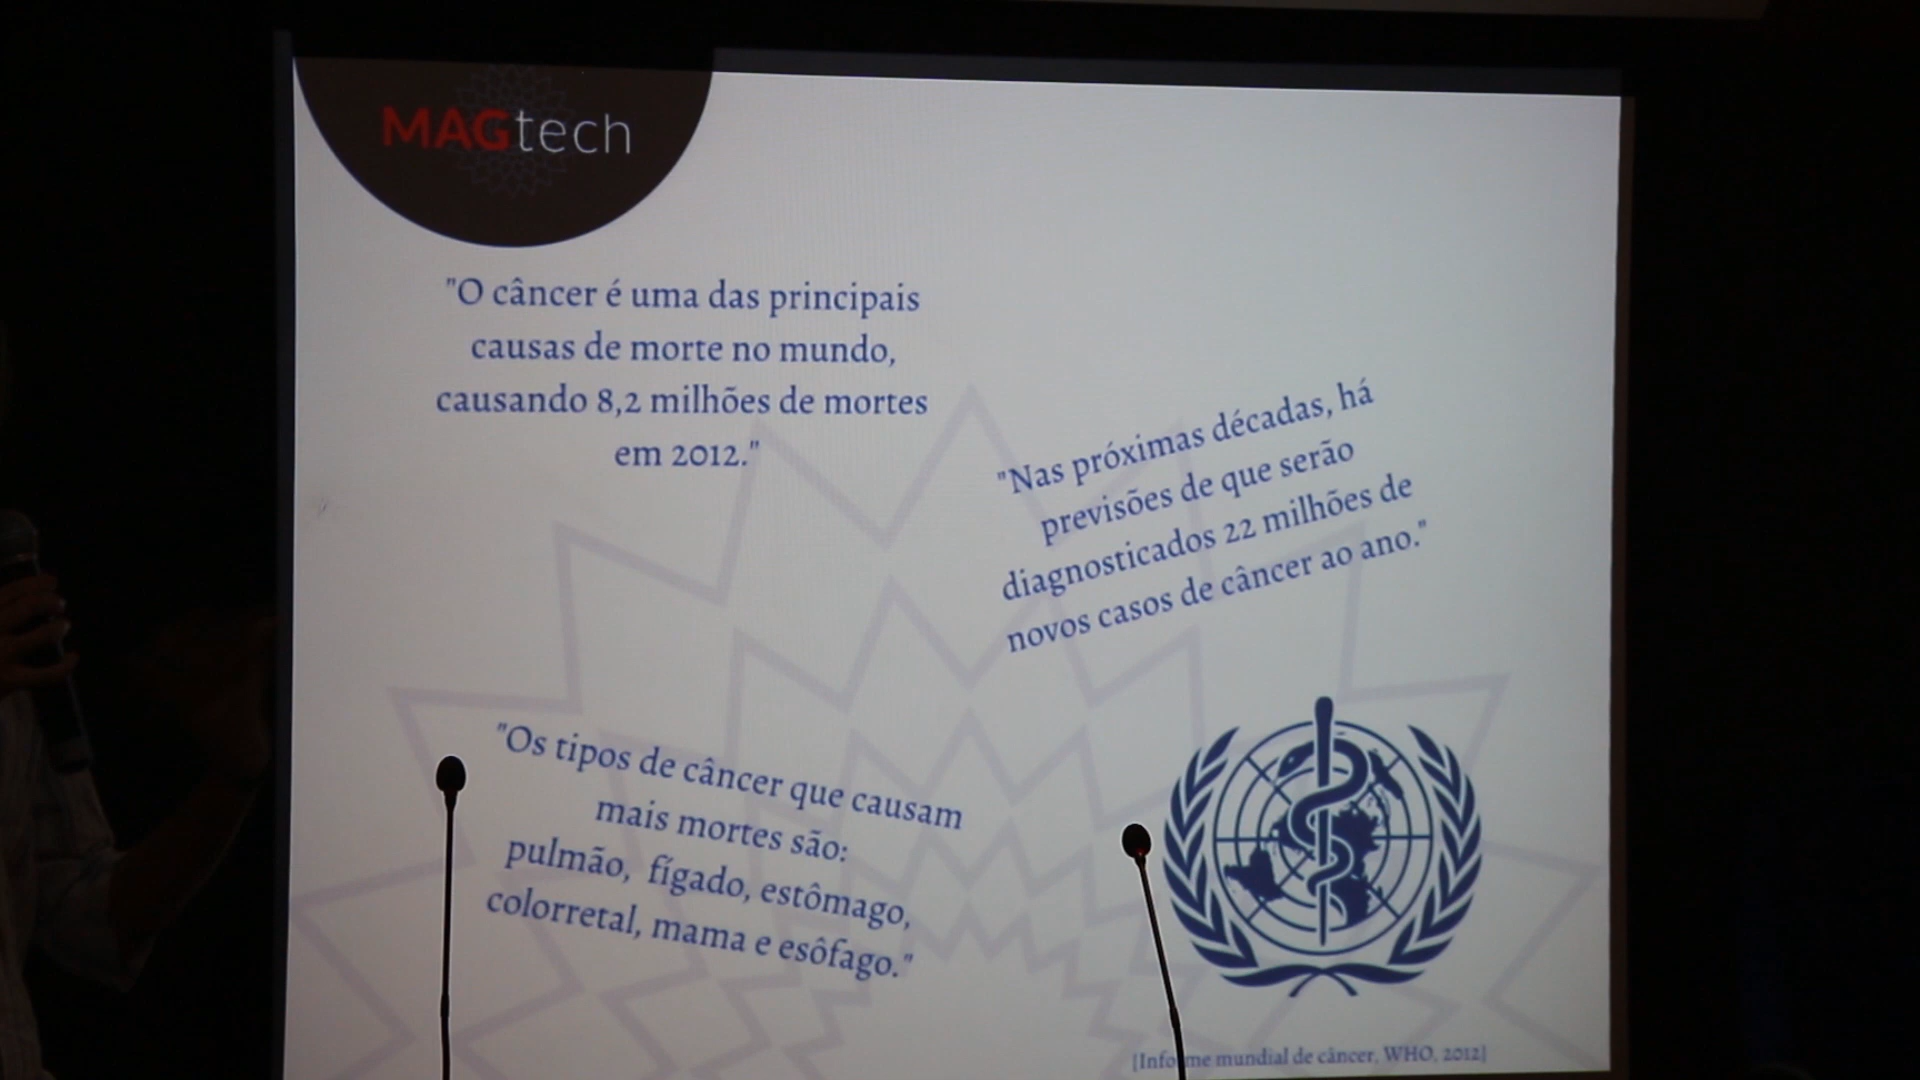 MAGtech
"O câncer é uma das principais
causas de morte no mundo,
causando 8,2 milhões de mortes
em 2012."
"Nas próximas décadas, há
previsões de que serão
diagnosticados 22 milhões de
novos casos de câncer ao ano."
"Os tipos de câncer que causam
mais mortes são:
pulmão, fígado, estômago,
colorretal, mama e esôfago."
[Informe mundial de câncer, WHO, 2012]